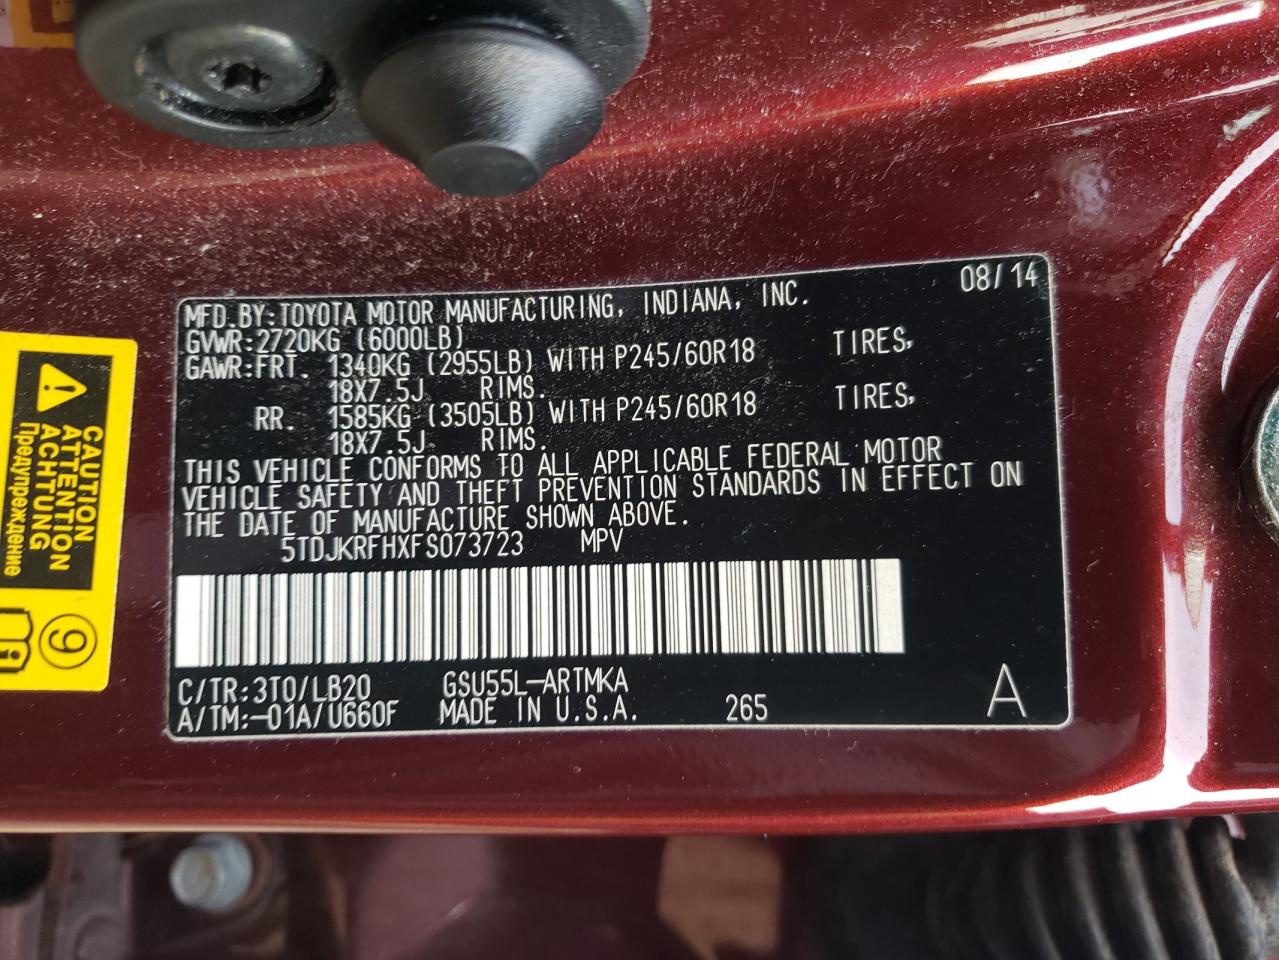 08/14
MFD.BY:TOYOTA MOTOR MANUFACTURING, INDIANA, INC.
GVWR:2720KG (6000LB)
GAWR:FRT. 1340KG (2955LB) WITH P245/60R18 TIRES,
18X7.5J RIMS.
RR. 1585KG (3505LB) WITH P245/60R18 TIRES,
18X7.5J RIMS.
THIS VEHICLE CONFORMS TO ALL APPLICABLE FEDERAL MOTOR
VEHICLE SAFETY AND THEFT PREVENTION STANDARDS IN EFFECT ON
THE DATE OF MANUFACTURE SHOWN ABOVE.
5TDJKRFHXFS073723 MPV
C/TR:3T0/LB20 GSU55L-ARTMKA
A/TM:-01A/U660F MADE IN U.S.A. 265 A
CAUTION
ATTENTION
ACHTUNG
Предупреждение
9